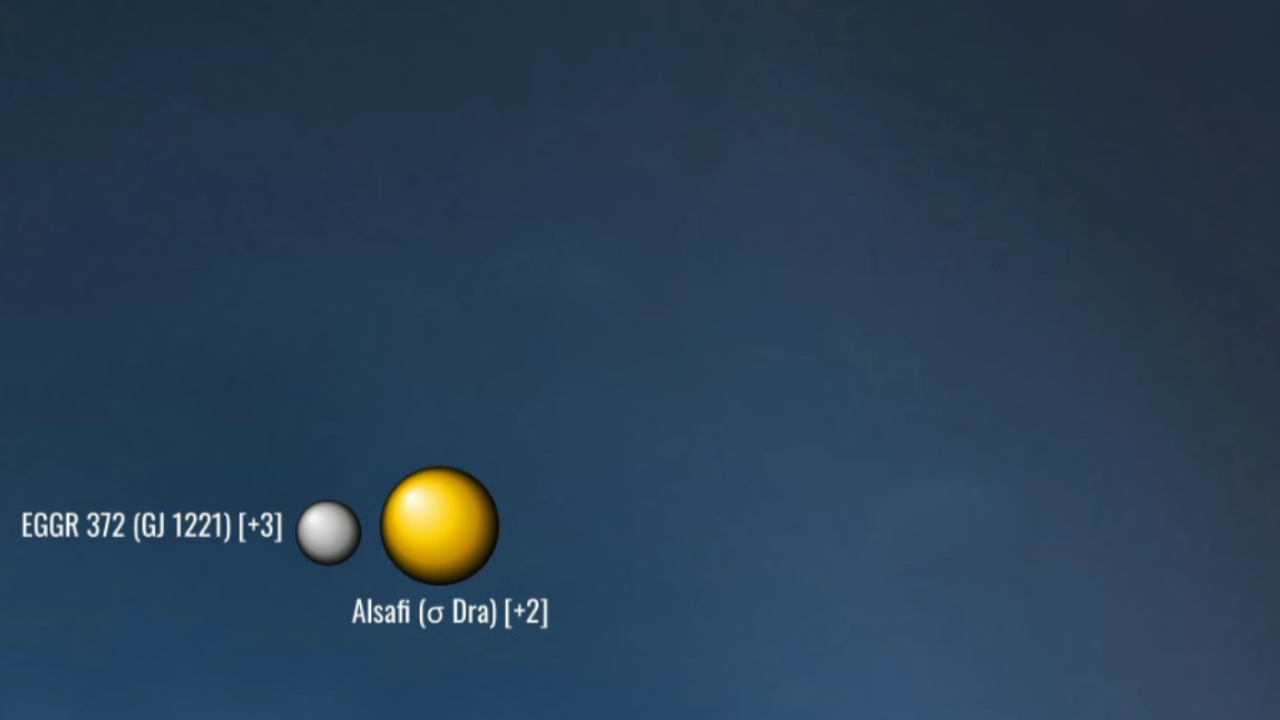 EGGR 372 (GJ 1221) [+3]
Alsafi (σ Dra) [+2]